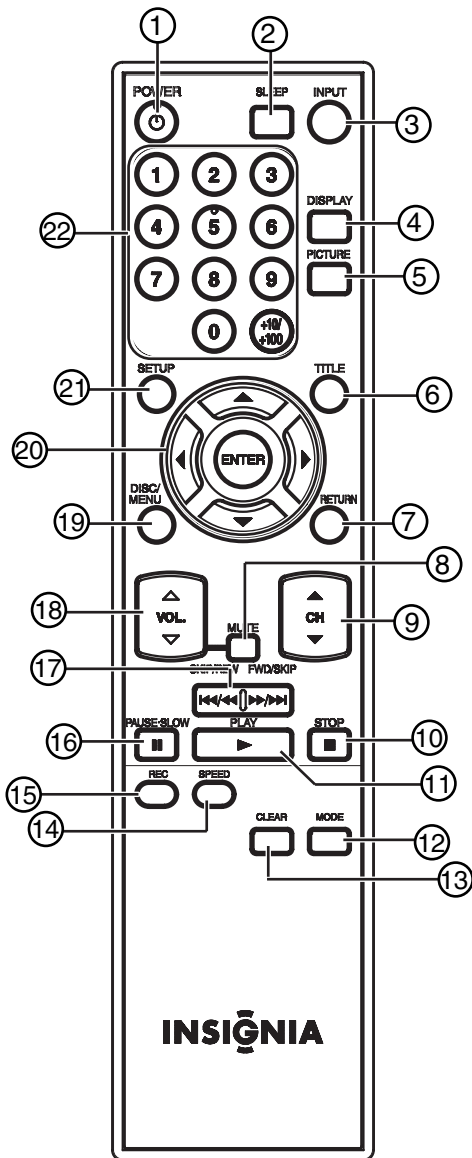 1 2
POWER SLEEP INPUT
3
1 2 3
DISPLAY
22 4 5 6 4
PICTURE
7 8 9 5
0 +10/
+100
SETUP TITLE
21 6
20 ENTER
DISC/
MENU RETURN
19 7
8
18 VOL. CH 9
MUTE
17
SKIP/REW FWD/SKIP
PAUSE·SLOW PLAY STOP
16 10
11
REC SPEED
15 14
CLEAR MODE
12
13
INSIGNIA